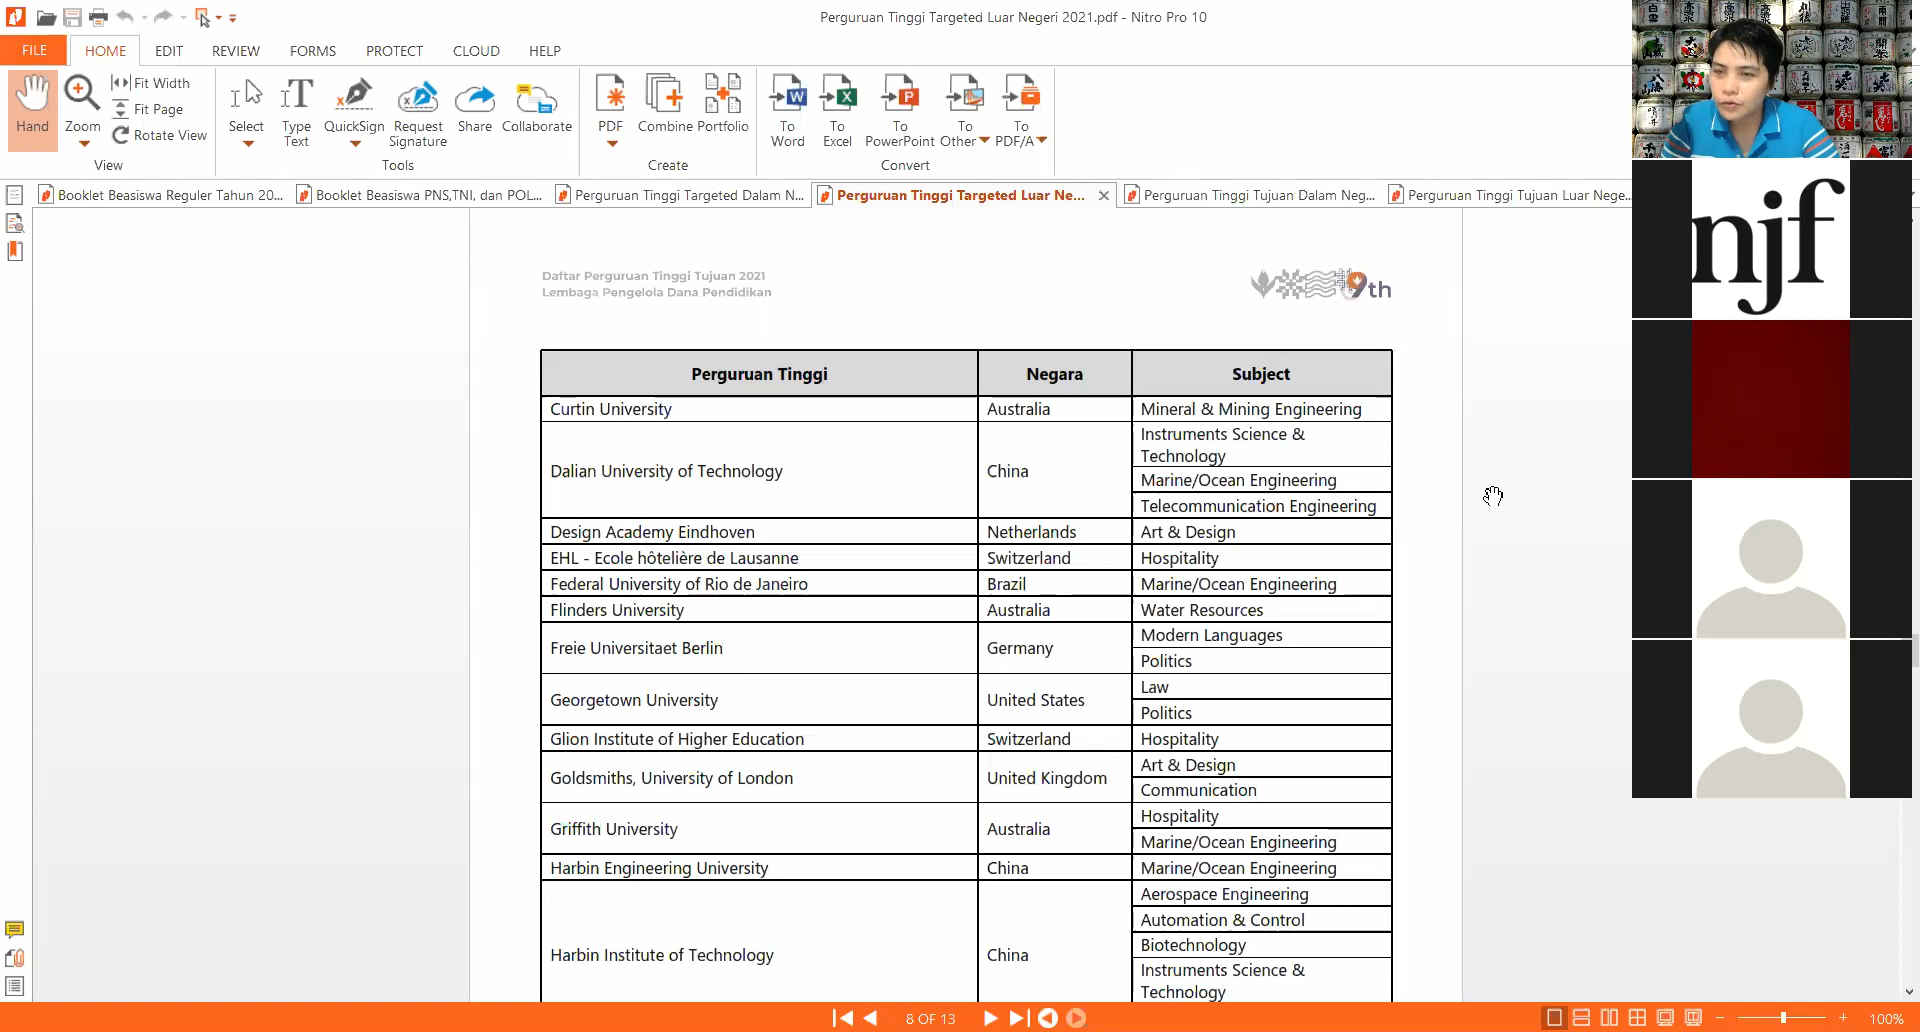 Perguruan Tinggi Targeted Luar Negeri 2021.pdf - Nitro Pro 10
FILE HOME EDIT REVIEW FORMS PROTECT CLOUD HELP
Hand
Zoom
Fit Width
Fit Page
Rotate View
View
Select
Type Text
QuickSign
Request Signature
Share
Collaborate
Tools
PDF
Combine
Portfolio
Create
To Word
To Excel
To PowerPoint
To Other
To PDF/A
Convert
Booklet Beasiswa Reguler Tahun 20...
Booklet Beasiswa PNS,TNI, dan POL...
Perguruan Tinggi Targeted Dalam N...
Perguruan Tinggi Targeted Luar Ne...
Perguruan Tinggi Tujuan Dalam Neg...
Perguruan Tinggi Tujuan Luar Nege...
njf
Daftar Perguruan Tinggi Tujuan 2021
Lembaga Pengelola Dana Pendidikan
9th
Perguruan Tinggi Negara Subject
Curtin University Australia Mineral & Mining Engineering
Dalian University of Technology China Instruments Science &
Technology
Marine/Ocean Engineering
Telecommunication Engineering
Design Academy Eindhoven Netherlands Art & Design
EHL - Ecole hôtelière de Lausanne Switzerland Hospitality
Federal University of Rio de Janeiro Brazil Marine/Ocean Engineering
Flinders University Australia Water Resources
Freie Universitaet Berlin Germany Modern Languages
Politics
Georgetown University United States Law
Politics
Glion Institute of Higher Education Switzerland Hospitality
Goldsmiths, University of London United Kingdom Art & Design
Communication
Griffith University Australia Hospitality
Marine/Ocean Engineering
Harbin Engineering University China Marine/Ocean Engineering
Harbin Institute of Technology China Aerospace Engineering
Automation & Control
Biotechnology
Instruments Science &
Technology
8 OF 13
100%